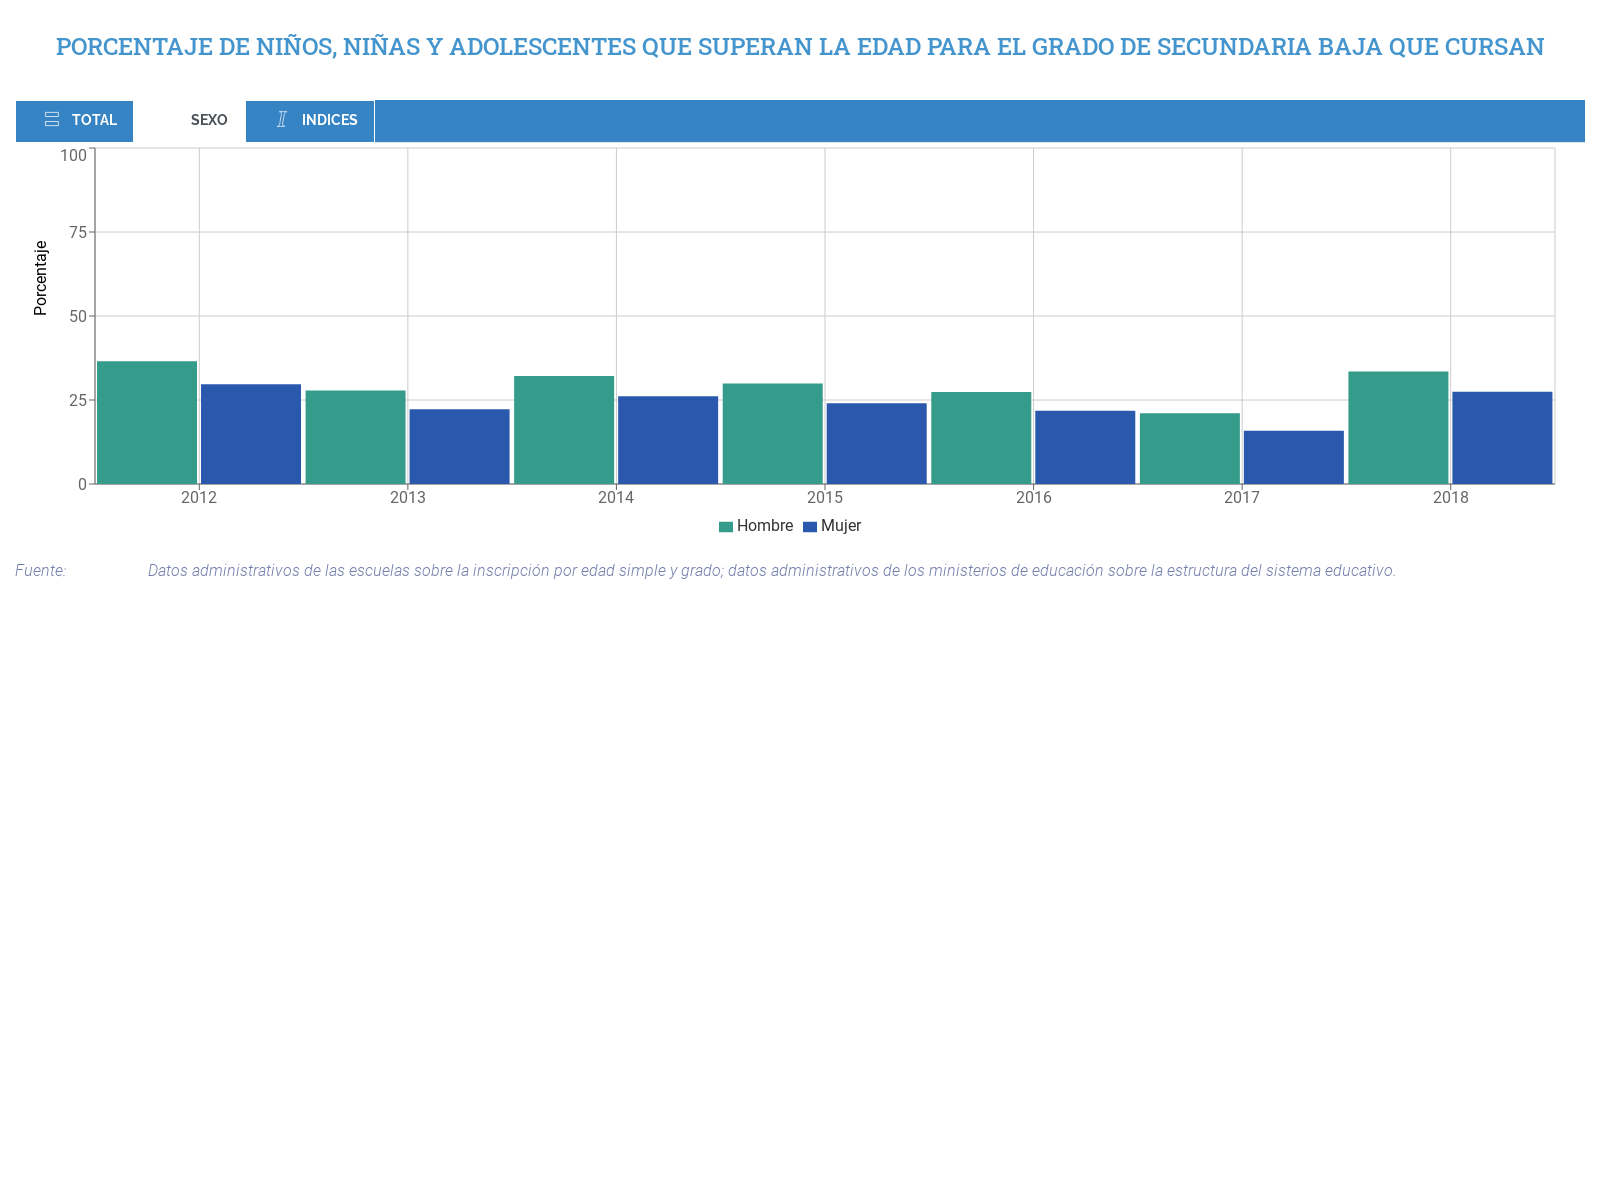 PORCENTAJE DE NIÑOS, NIÑAS Y ADOLESCENTES QUE SUPERAN LA EDAD PARA EL GRADO DE SECUNDARIA BAJA QUE CURSAN
TOTAL SEXO INDICES
Porcentaje
100
75
50
25
0
2012 2013 2014 2015 2016 2017 2018
Hombre Mujer
Fuente: Datos administrativos de las escuelas sobre la inscripción por edad simple y grado; datos administrativos de los ministerios de educación sobre la estructura del sistema educativo.